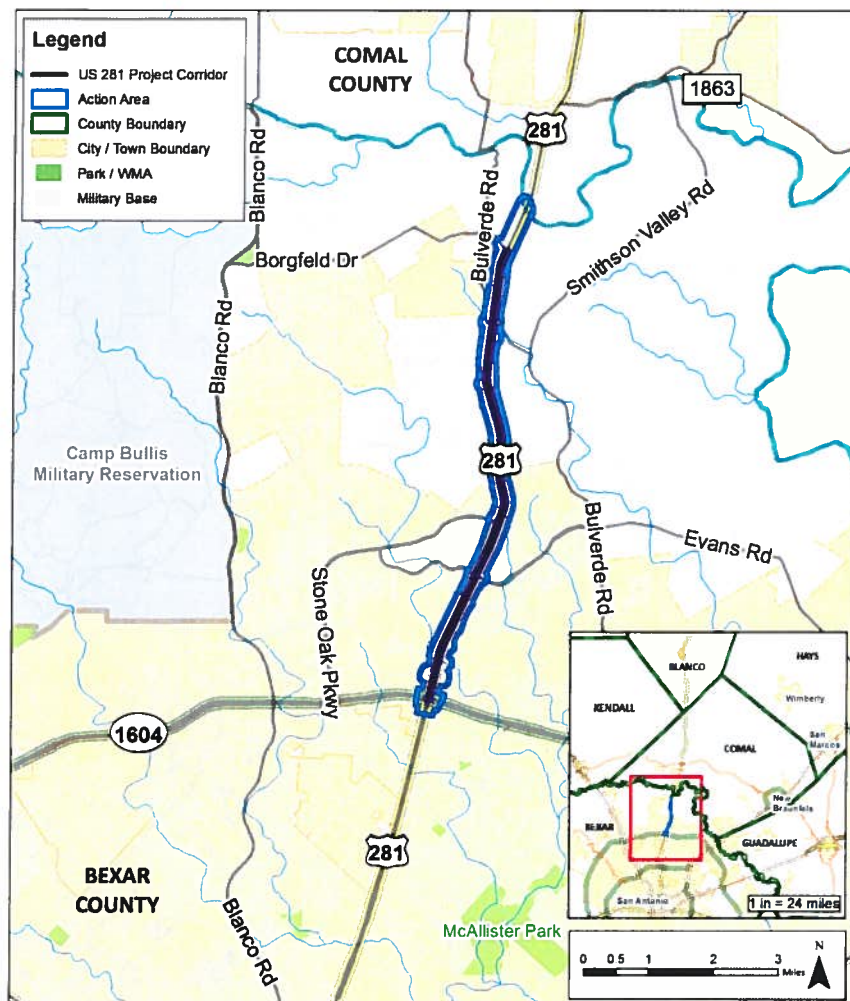 Legend
US 281 Project Corridor
Action Area
County Boundary
City / Town Boundary
Park / WMA
Military Base
COMAL
COUNTY
1863
281
Blanco Rd
Bulverde Rd
Smithson Valley Rd
Borgfeld Dr
Blanco Rd
Camp Bullis
Military Reservation
281
Bulverde Rd
Evans Rd
Stone Oak Pkwy
1604
281
BEXAR
COUNTY
Blanco Rd
McAllister Park
BLANCO
HAYS
KENDALL
Wimberly
San
Marcos
COMAL
New
Braunfels
BEXAR
GUADALUPE
San Antonio
1 in = 24 miles
0 0.5 1 2 3
Miles
N